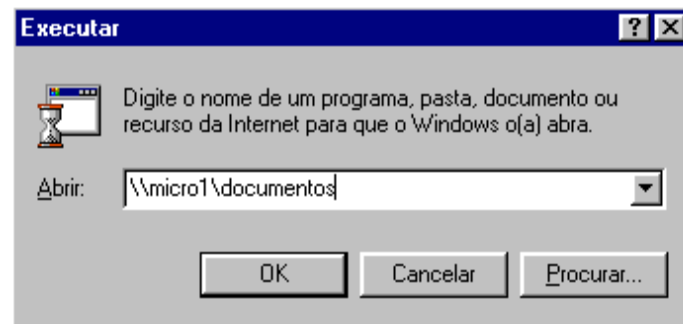 Executar
Digite o nome de um programa, pasta, documento ou
recurso da Internet para que o Windows o(a) abra.
Abrir: \\micro1\documentos
OK Cancelar Procurar...